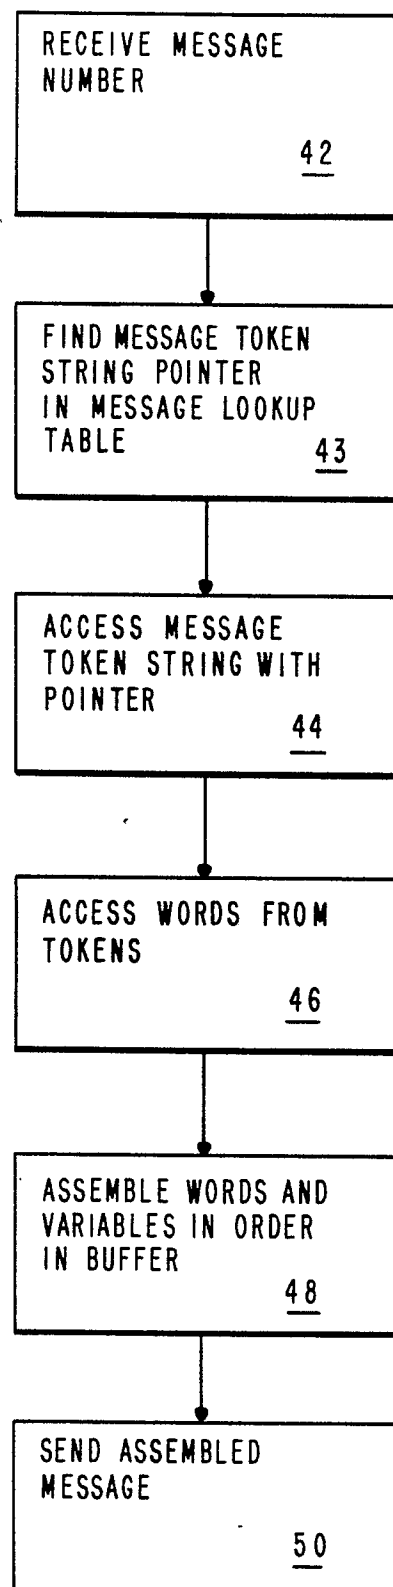 RECEIVE MESSAGE
NUMBER
42
FIND MESSAGE TOKEN
STRING POINTER
IN MESSAGE LOOKUP
TABLE
43
ACCESS MESSAGE
TOKEN STRING WITH
POINTER
44
ACCESS WORDS FROM
TOKENS
46
ASSEMBLE WORDS AND
VARIABLES IN ORDER
IN BUFFER
48
SEND ASSEMBLED
MESSAGE
50